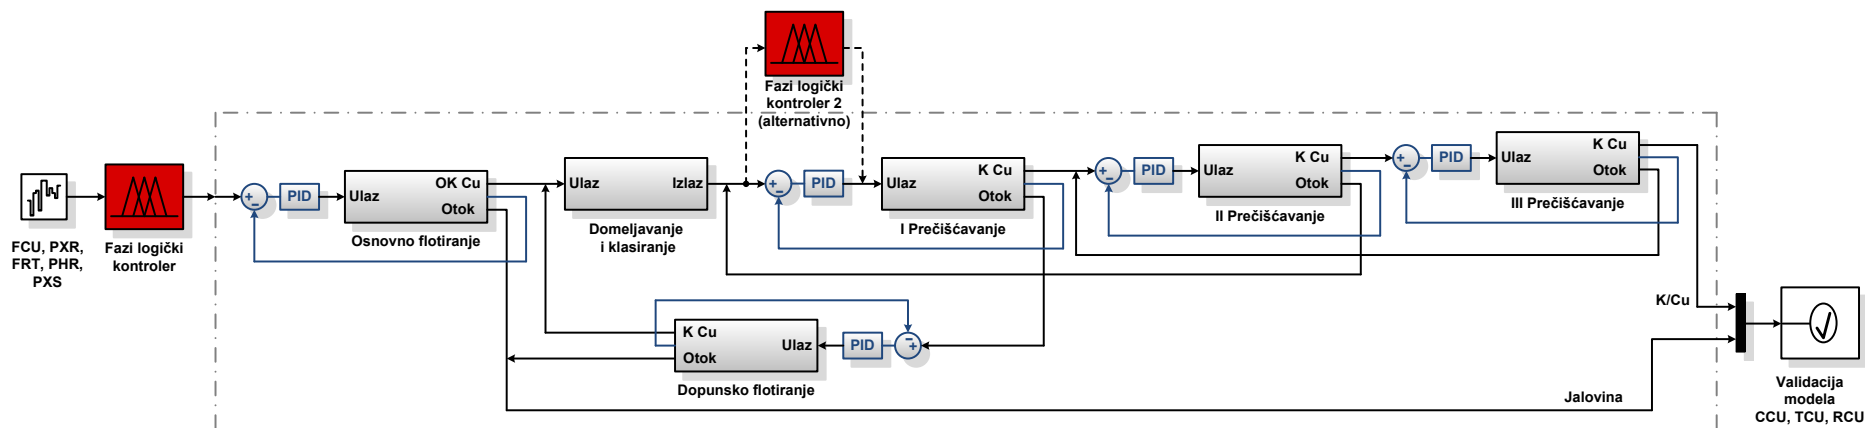 Fazi logički
kontroler 2
(alternativno)
FCU, PXR,
FRT, PHR,
PXS
Fazi logički
kontroler
+
−
PID
Ulaz
OK Cu
Otok
Osnovno flotiranje
Ulaz
Izlaz
Domeljavanje
i klasiranje
+
−
PID
Ulaz
K Cu
Otok
I Prečišćavanje
+
−
PID
Ulaz
K Cu
Otok
II Prečišćavanje
+
−
PID
Ulaz
K Cu
Otok
III Prečišćavanje
K Cu
Otok
Ulaz
PID
−
+
Dopunsko flotiranje
K/Cu
Jalovina
Validacija
modela
CCU, TCU, RCU